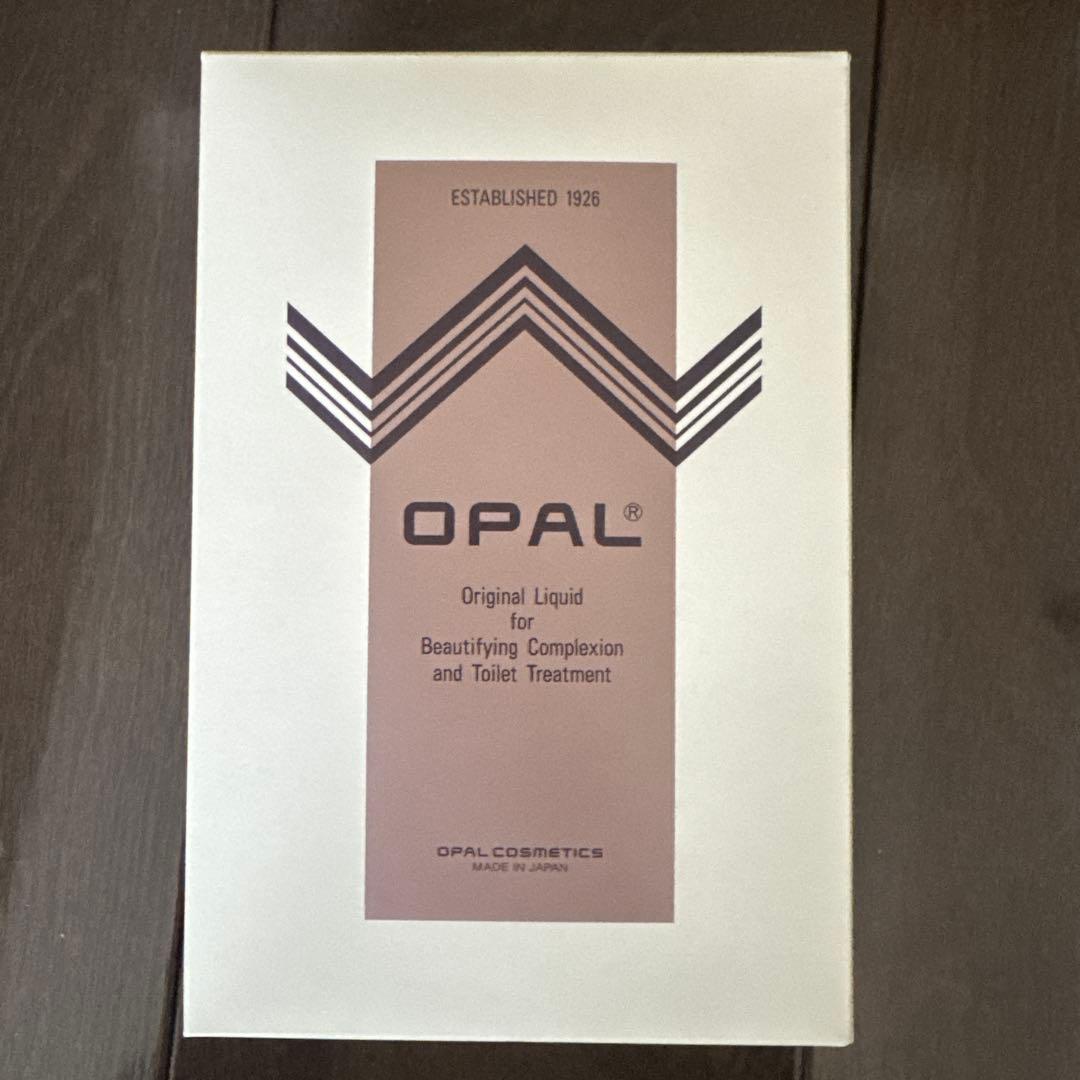 ESTABLISHED 1926
OPAL®
Original Liquid
for
Beautifying Complexion
and Toilet Treatment
OPAL COSMETICS
MADE IN JAPAN